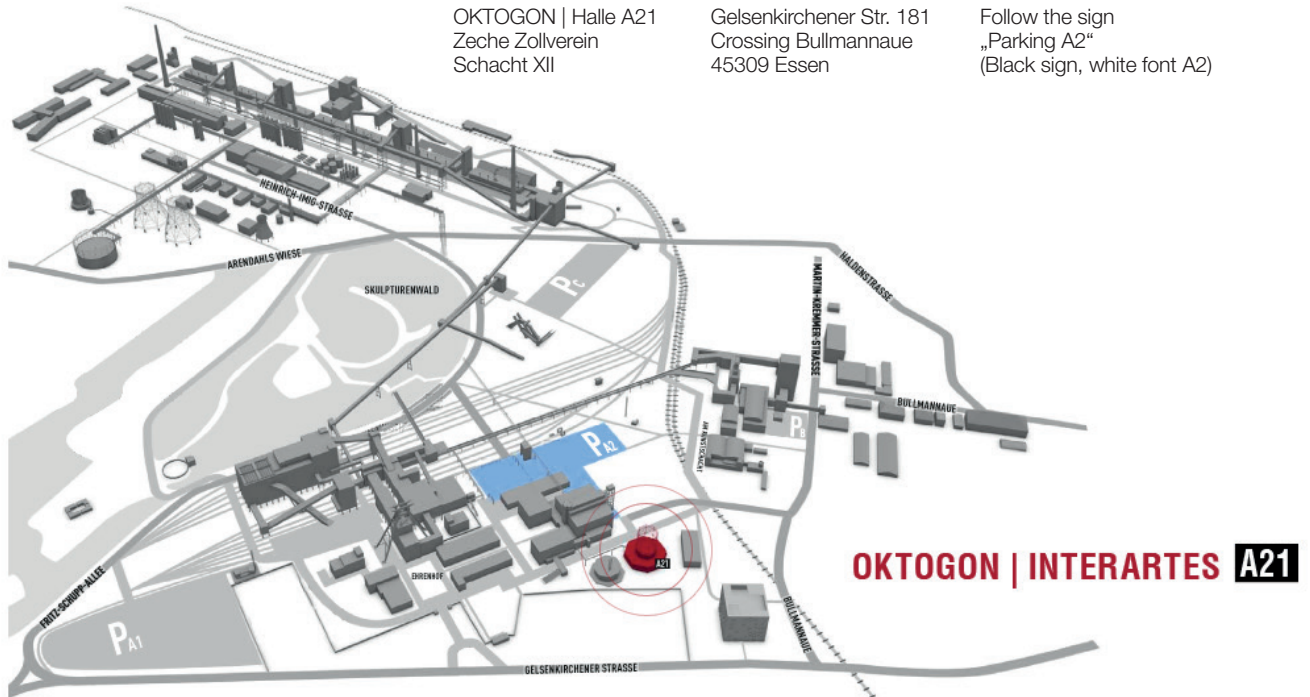 OKTOGON | Halle A21
Zeche Zollverein
Schacht XII
Gelsenkirchener Str. 181
Crossing Bullmannaue
45309 Essen
Follow the sign
„Parking A2“
(Black sign, white font A2)
HEINRICH-IMIG-STRASSE
ARENDAHLS WIESE
SKULPTURENWALD
PC
HALDENSTRASSE
MARTIN-KREMMER-STRASSE
BULLMANNAUE
PB
AM HANDSCHACHT
PA2
A21
OKTOGON | INTERARTES A21
EHRENHOF
FRITZ-SCHUPP-ALLEE
PA1
BULLMANNAUE
GELSENKIRCHENER STRASSE